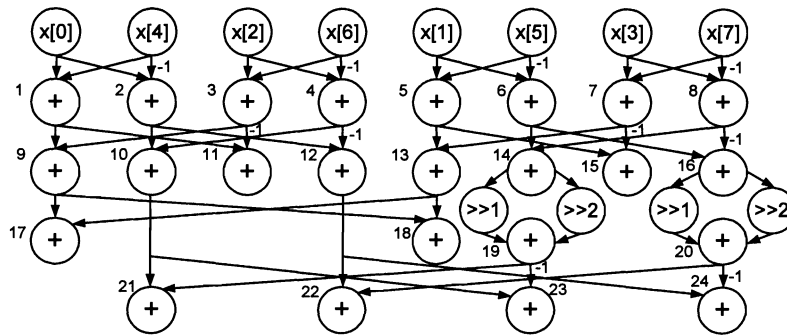 x[0] x[4] x[2] x[6] x[1] x[5] x[3] x[7]
-1 -1 -1 -1
1 + 2 + 3 + 4 + 5 + 6 + 7 + 8 +
-1 -1 -1 -1
9 + 10 + 11 + 12 + 13 + 14 + 15 + 16 +
>>1 >>2 >>1 >>2
17 + 18 + 19 + 20 +
-1 -1
21 + 22 + 23 + 24 +